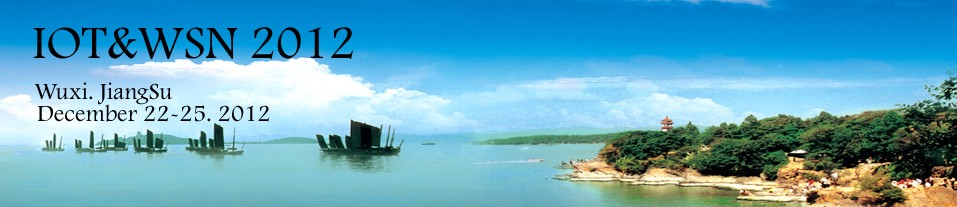 IOT&WSN 2012
Wuxi. JiangSu
December 22~25. 2012